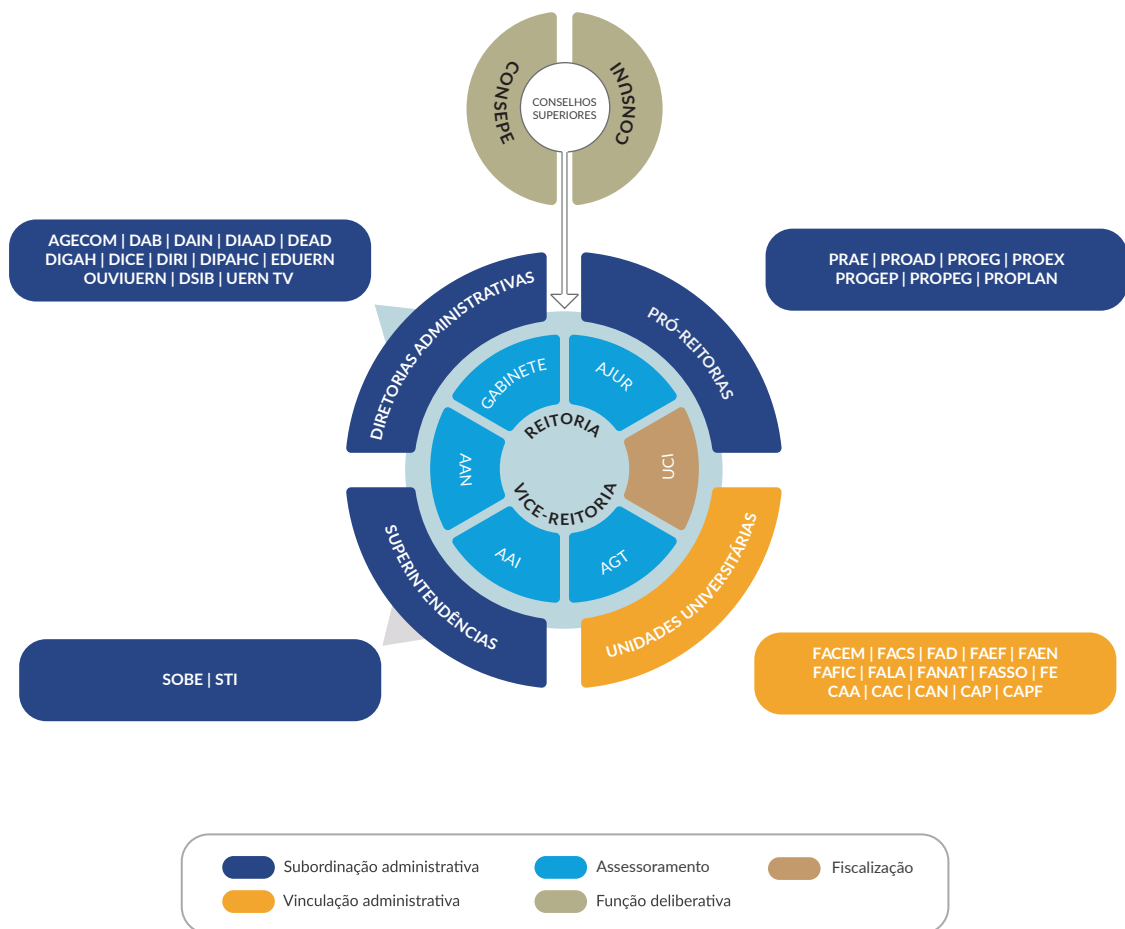 CONSEPE
CONSUNI
CONSELHOS
SUPERIORES
AGECOM | DAB | DAIN | DIAAD | DEAD
DIGAH | DICE | DIRI | DIPAHC | EDUERN
OUVIUERN | DSIB | UERN TV
PRAE | PROAD | PROEG | PROEX
PROGEP | PROPEG | PROPLAN
DIRETORIAS ADMINISTRATIVAS
PRÓ-REITORIAS
GABINETE
AJUR
REITORIA
AAN
UCI
VICE-REITORIA
AAI
AGT
SUPERINTENDÊNCIAS
UNIDADES UNIVERSITÁRIAS
SOBE | STI
FACEM | FACS | FAD | FAEF | FAEN
FAFIC | FALA | FANAT | FASSO | FE
CAA | CAC | CAN | CAP | CAPF
Subordinação administrativa
Assessoramento
Fiscalização
Vinculação administrativa
Função deliberativa